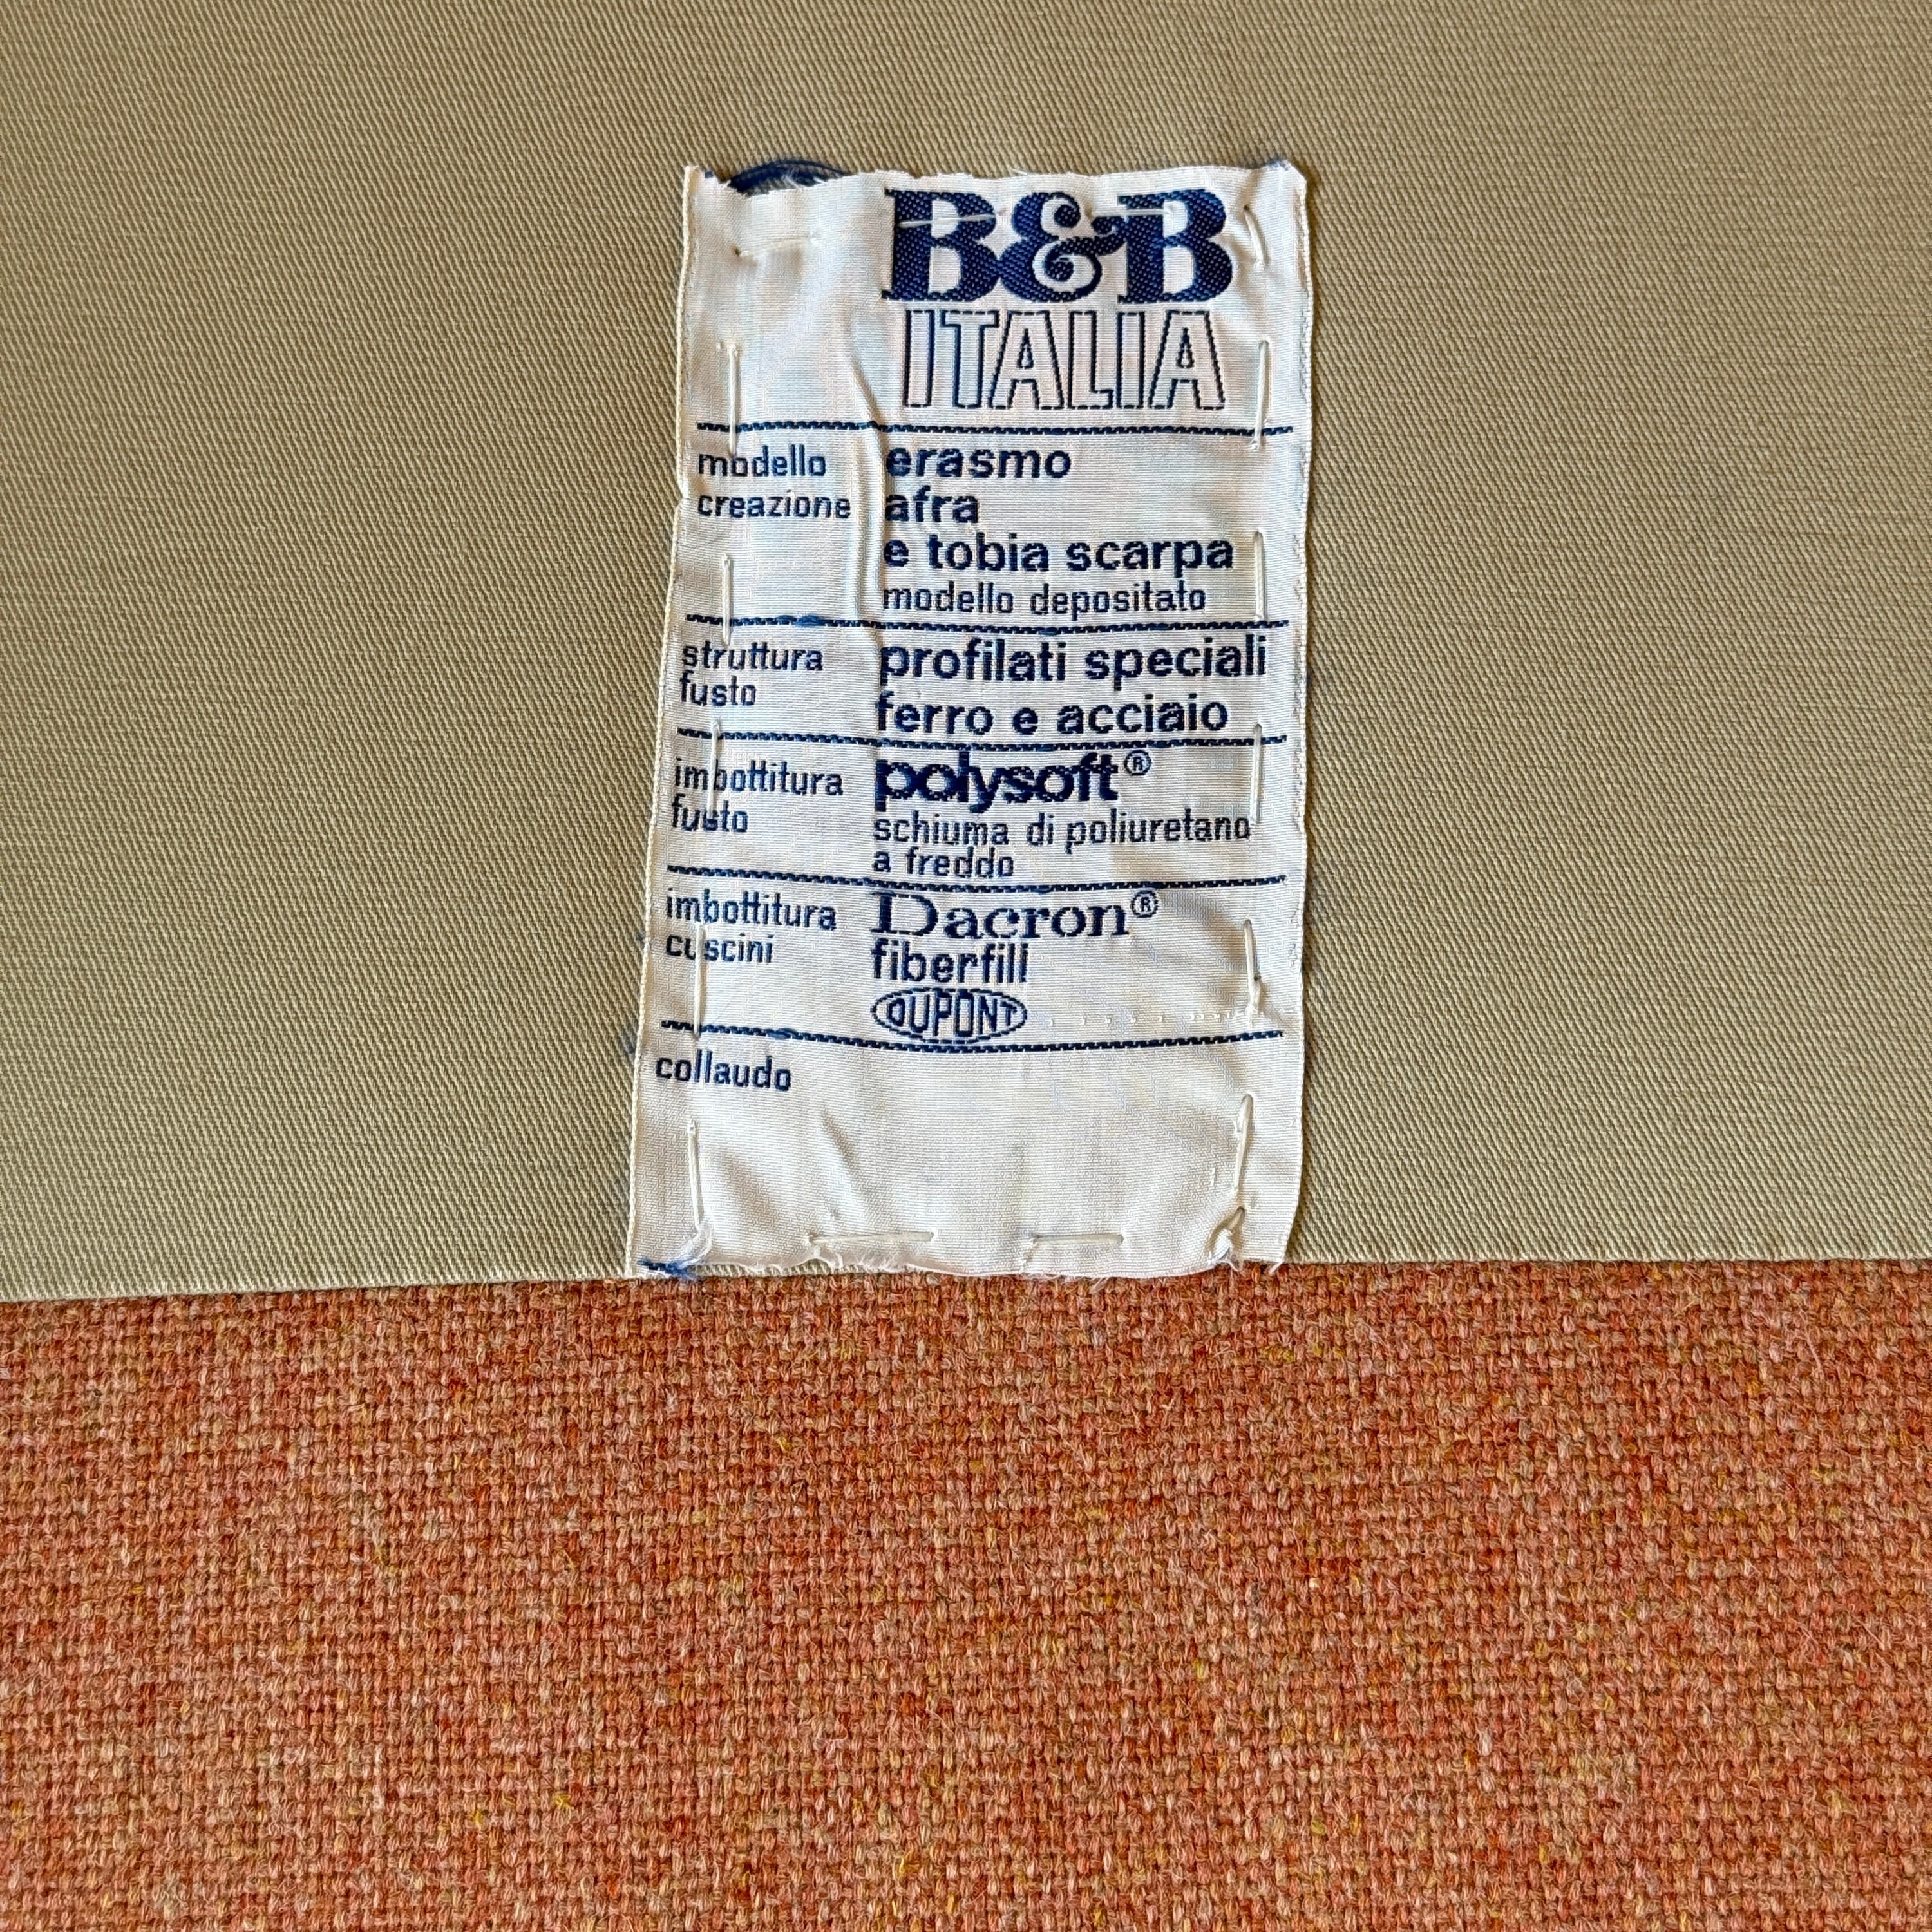 B&B
ITALIA
modello erasmo
creazione afra
e tobia scarpa
modello depositato
struttura profilati speciali
fusto ferro e acciaio
imbottitura polysoft®
fusto schiuma di poliuretano
a freddo
imbottitura Dacron®
cuscini fiberfill
DUPONT
collaudo